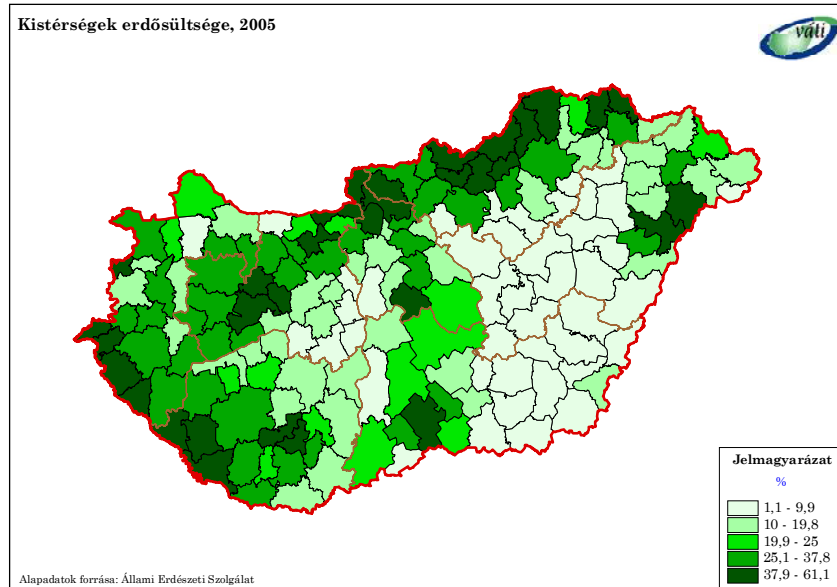 Kistérségek erdősültsége, 2005
váli
Jelmagyarázat
%
1,1 - 9,9
10 - 19,8
19,9 - 25
25,1 - 37,8
37,9 - 61,1
Alapadatok forrása: Állami Erdészeti Szolgálat